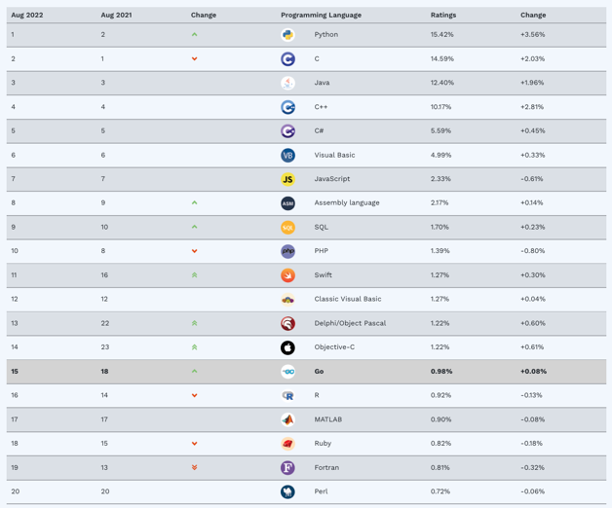 Aug 2022 Aug 2021 Change Programming Language Ratings Change
1 2 Python 15.42% +3.56%
2 1 C C 14.59% +2.03%
3 3 Java 12.40% +1.96%
4 4 C++ 10.17% +2.81%
5 5 C# 5.59% +0.45%
6 6 VB Visual Basic 4.99% +0.33%
7 7 JS JavaScript 2.33% -0.61%
8 9 ASM Assembly language 2.17% +0.14%
9 10 SQL SQL 1.70% +0.23%
10 8 php PHP 1.39% -0.80%
11 16 Swift 1.27% +0.30%
12 12 Classic Visual Basic 1.27% +0.04%
13 22 Delphi/Object Pascal 1.22% +0.60%
14 23 Objective-C 1.22% +0.61%
15 18 GO Go 0.98% +0.08%
16 14 R R 0.92% -0.13%
17 17 MATLAB 0.90% -0.08%
18 15 Ruby 0.82% -0.18%
19 13 F Fortran 0.81% -0.32%
20 20 Perl 0.72% -0.06%